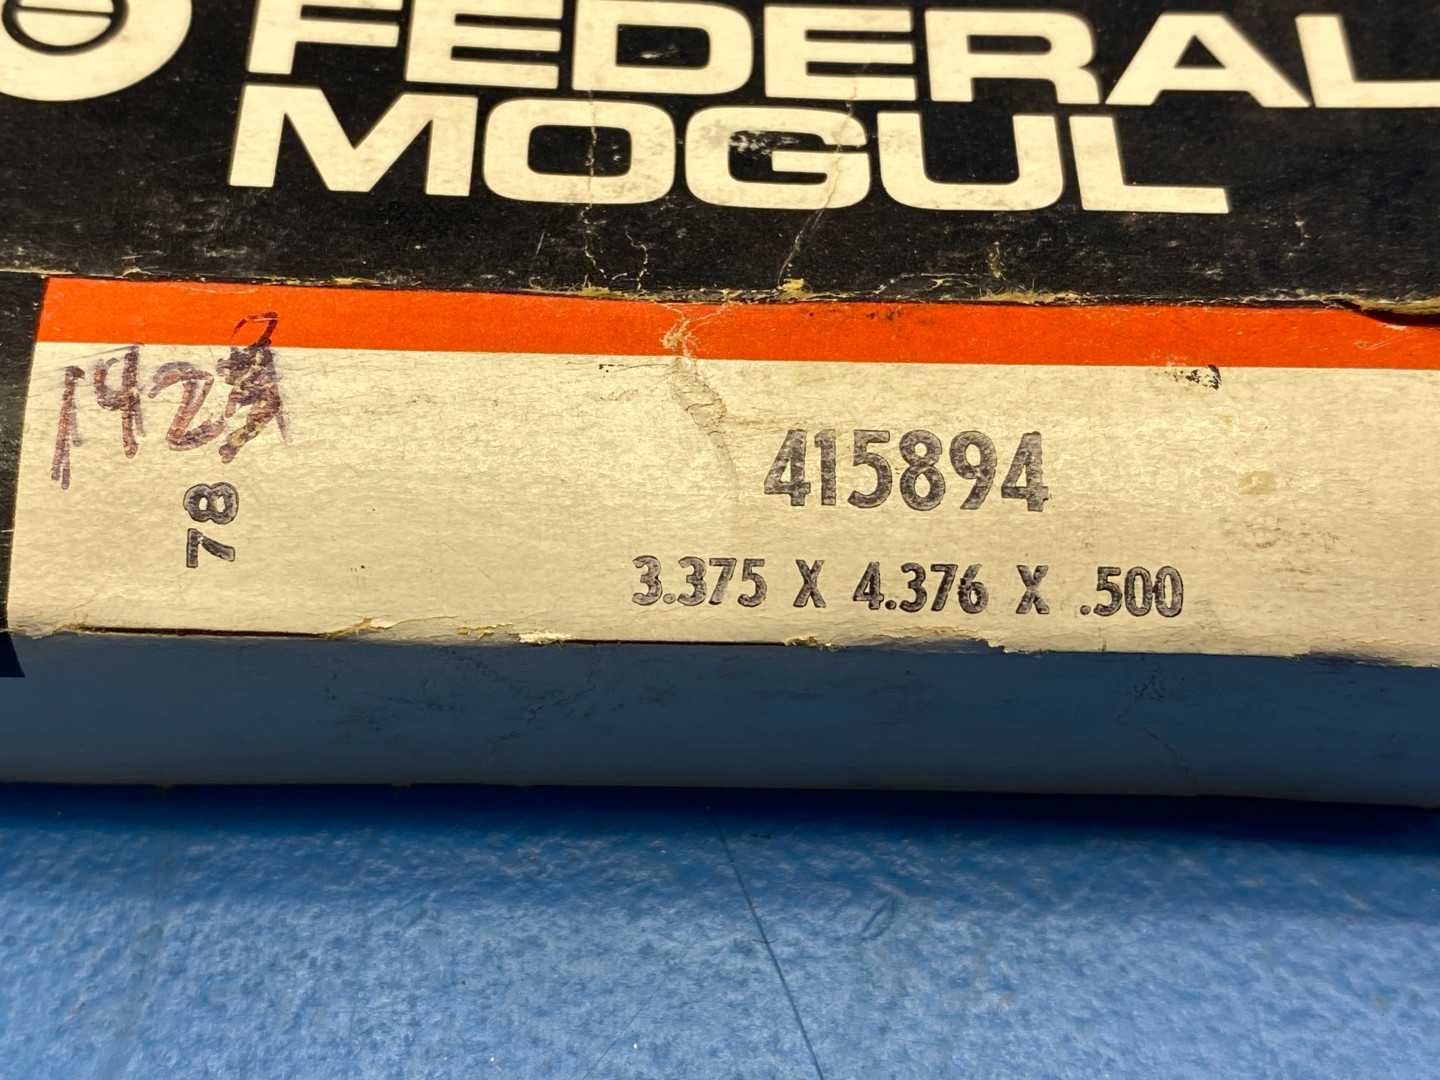 FEDERAL
MOGUL
78
415894
3.375 X 4.376 X .500